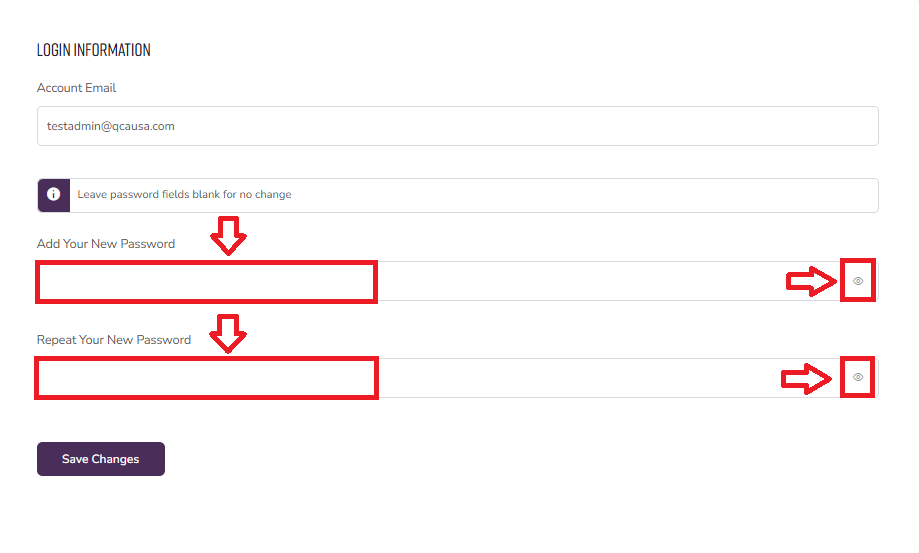 LOGIN INFORMATION
Account Email
testadmin@qcausa.com
Leave password fields blank for no change
Add Your New Password
Repeat Your New Password
Save Changes